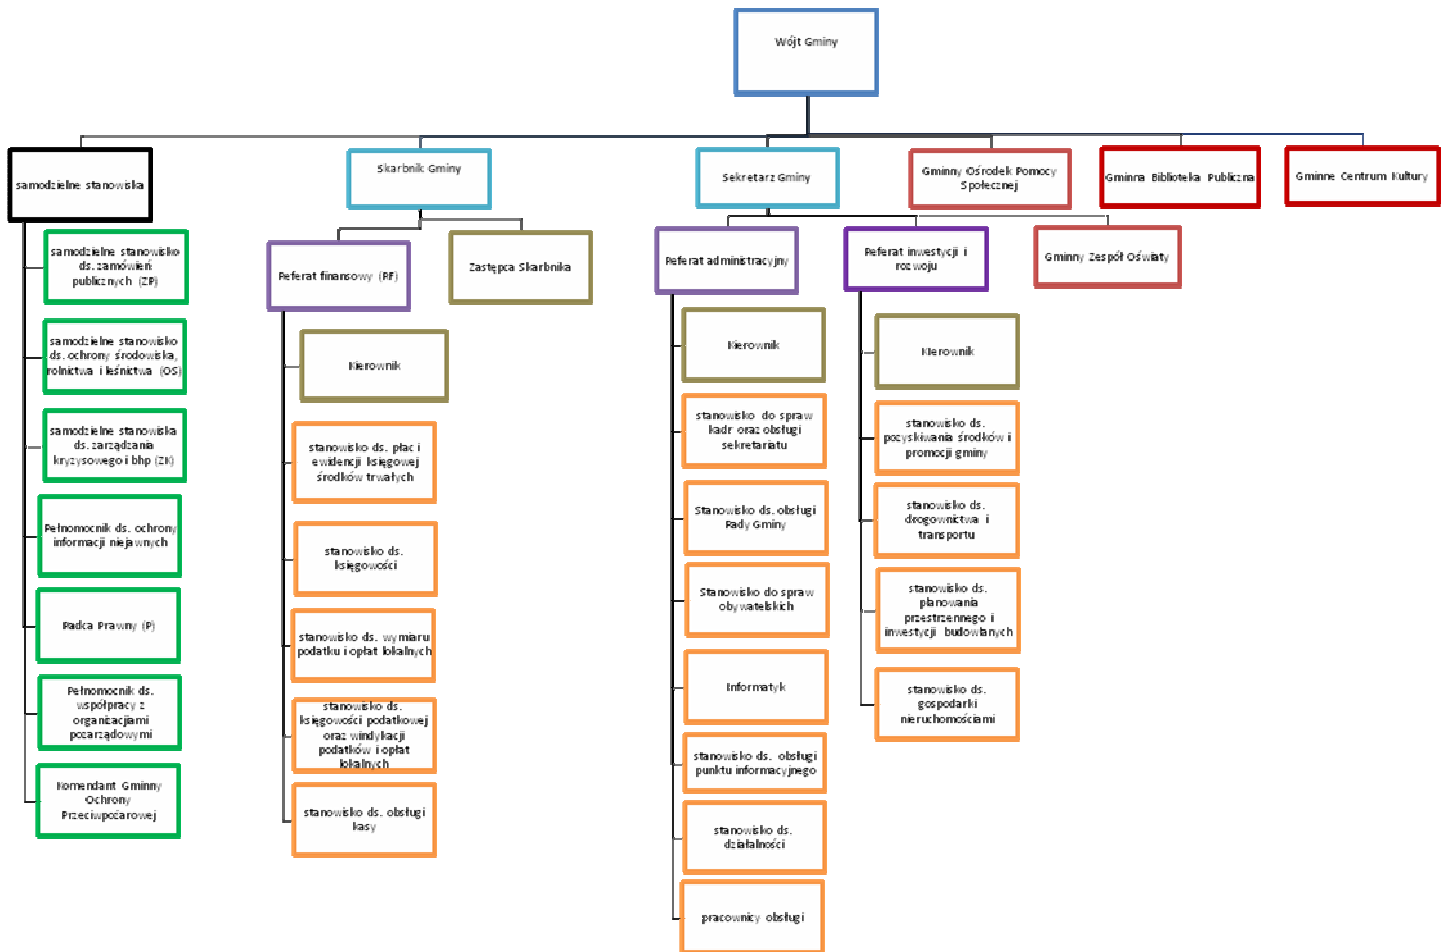 Wójt Gminy
samodzielne stanowiska
Skarbnik Gminy
Sekretarz Gminy
Gminny Ośrodek Pomocy
Społecznej
Gminna Biblioteka Publiczna
Gminne Centrum Kultury
samodzielne stanowisko
ds. zamówień
publicznych (ZP)
samodzielne stanowisko
ds. ochrony środowiska,
rolnictwa i leśnictwa (OS)
samodzielne stanowiska
ds. zarządzania
kryzysowego i bhp (ZK)
Pełnomocnik ds. ochrony
informacji niejawnych
Radca Prawny (P)
Pełnomocnik ds.
współpracy z
organizacjami
pozarządowymi
Komendant Gminny
Ochrony
Przeciwpożarowej
Referat finansowy (RF)
Zastępca Skarbnika
Kierownik
stanowisko ds. płac i
ewidencji księgowej
środków trwałych
stanowisko ds.
księgowości
stanowisko ds. wymiaru
podatku i opłat lokalnych
stanowisko ds.
księgowości podatkowej
oraz windykacji
podatków i opłat
lokalnych
stanowisko ds. obsługi
kasy
Referat administracyjny
Referat inwestycji i
rozwoju
Gminny Zespół Oświaty
Kierownik
stanowisko do spraw
kadr oraz obsługi
sekretariatu
Stanowisko ds. obsługi
Rady Gminy
Stanowisko do spraw
obywatelskich
Informatyk
stanowisko ds. obsługi
punktu informacyjnego
stanowisko ds.
działalności
pracownicy obsługi
Kierownik
stanowisko ds.
pozyskiwania środków i
promocji gminy
stanowisko ds.
drogownictwa i
transportu
stanowisko ds.
planowania
przestrzennego i
inwestycji budowlanych
stanowisko ds.
gospodarki
nieruchomościami